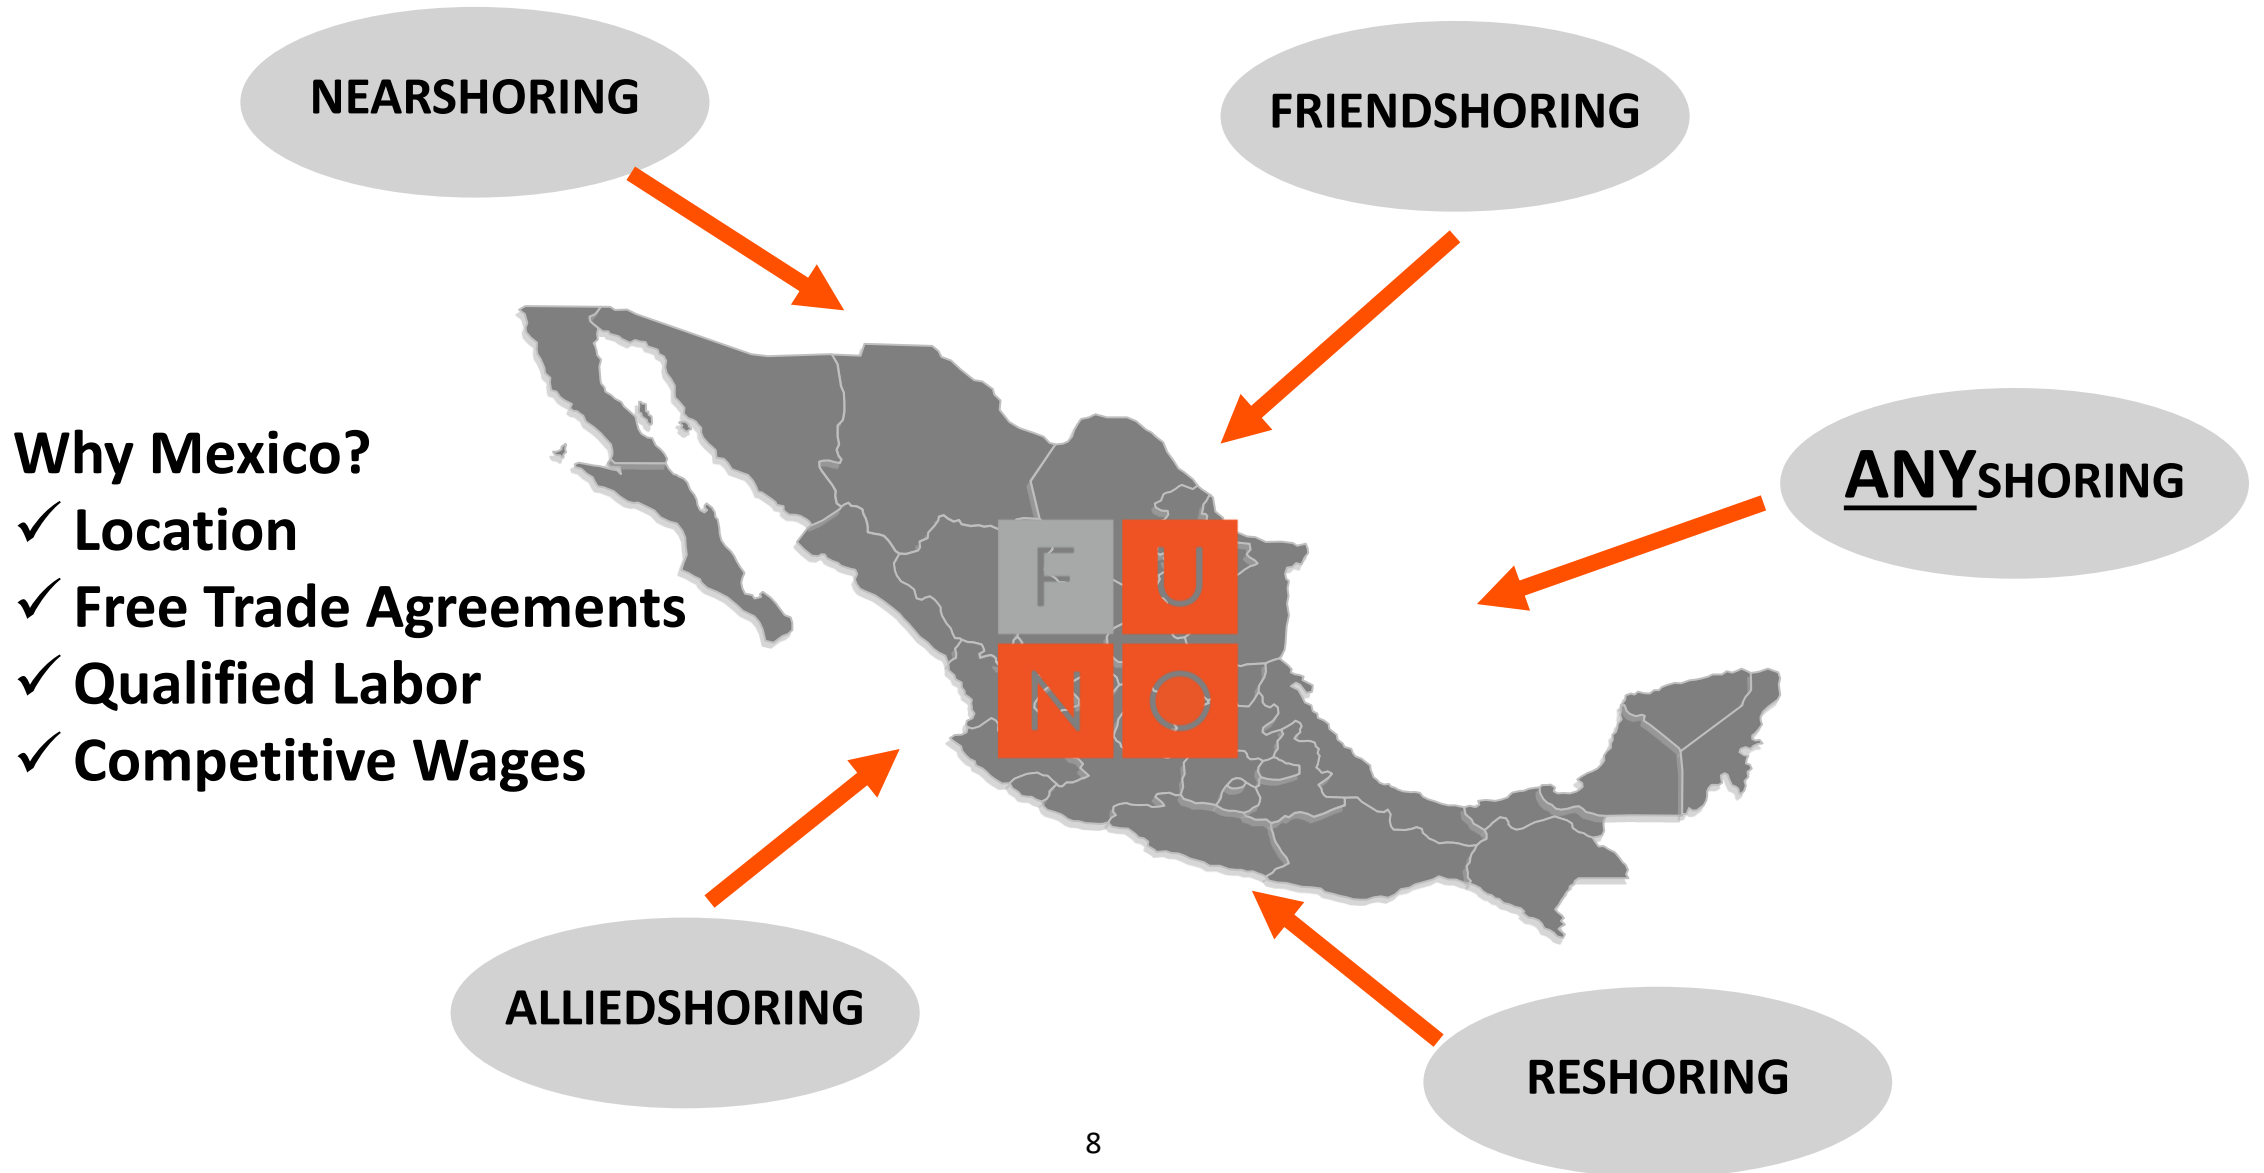 NEARSHORING
FRIENDSHORING
ANYSHORING
Why Mexico?
✓ Location
✓ Free Trade Agreements
✓ Qualified Labor
✓ Competitive Wages
F U
N O
ALLIEDSHORING
RESHORING
8